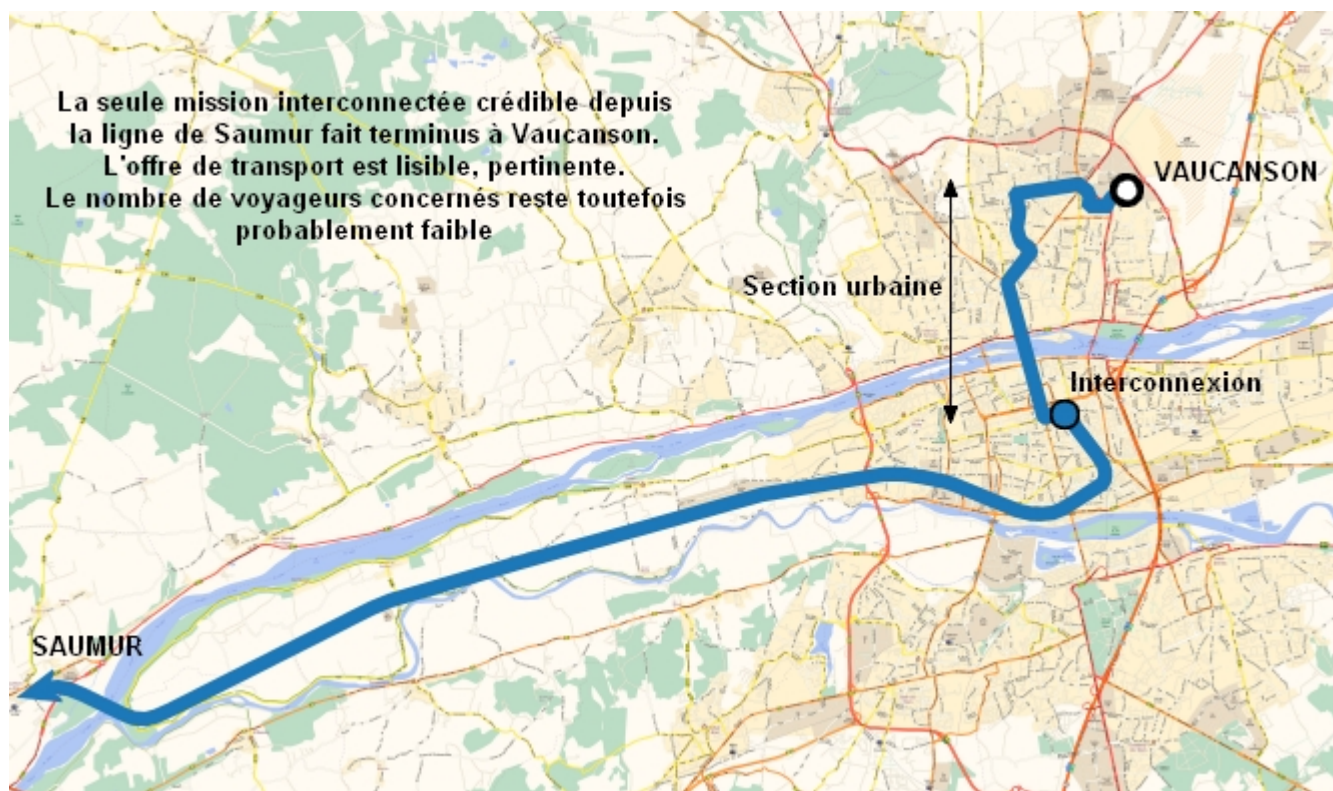 La seule mission interconnectée crédible depuis
la ligne de Saumur fait terminus à Vaucanson.
L'offre de transport est lisible, pertinente.
Le nombre de voyageurs concernés reste toutefois
probablement faible
VAUCANSON
Section urbaine
Interconnexion
SAUMUR